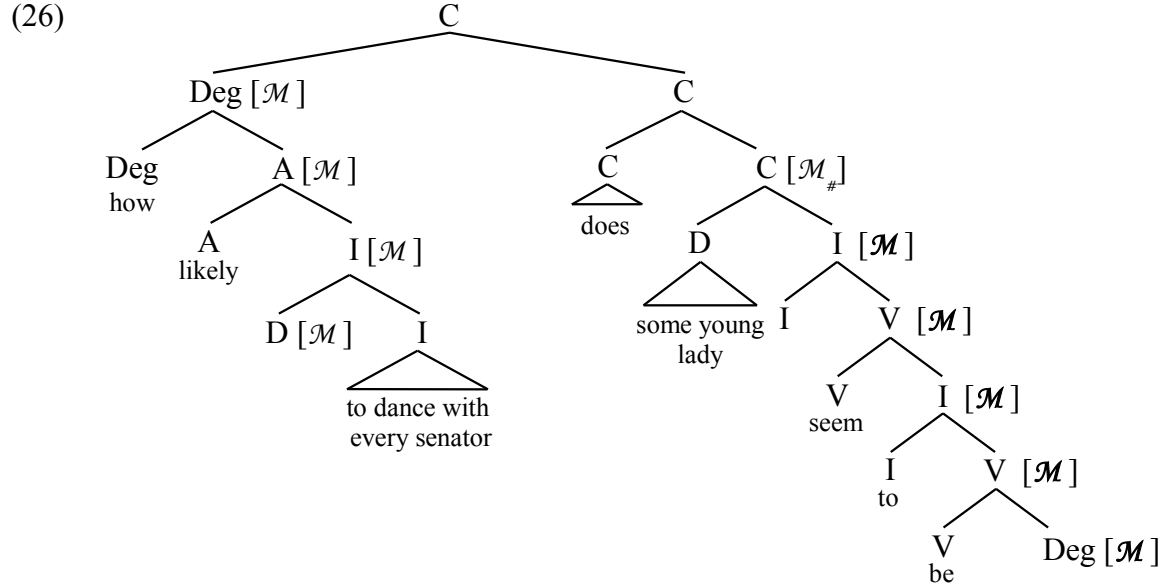 (26)
C
Deg [ℳ] C
Deg A [ℳ] C C [ℳ#]
how does
A I [ℳ] D I [ℳ]
likely
D [ℳ] I some young I V [ℳ]
lady
to dance with V I [ℳ]
every senator seem
I V [ℳ]
to
V Deg [ℳ]
be